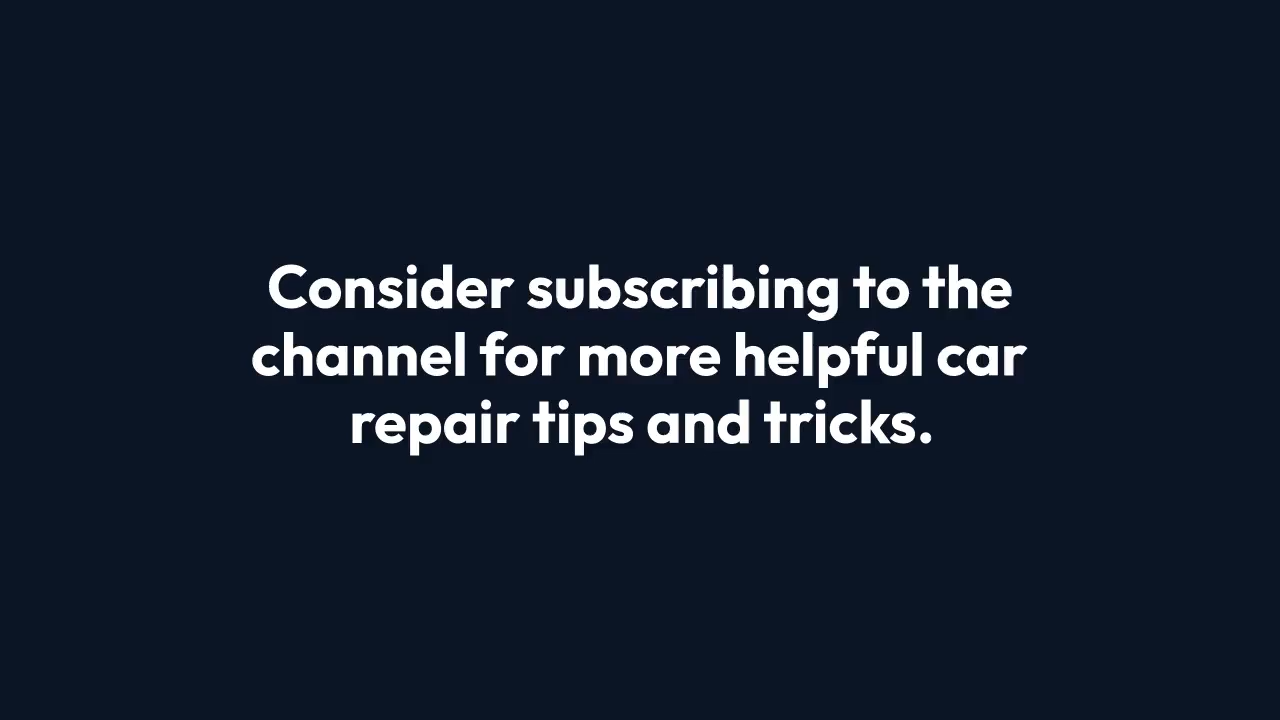 Consider subscribing to the
channel for more helpful car
repair tips and tricks.